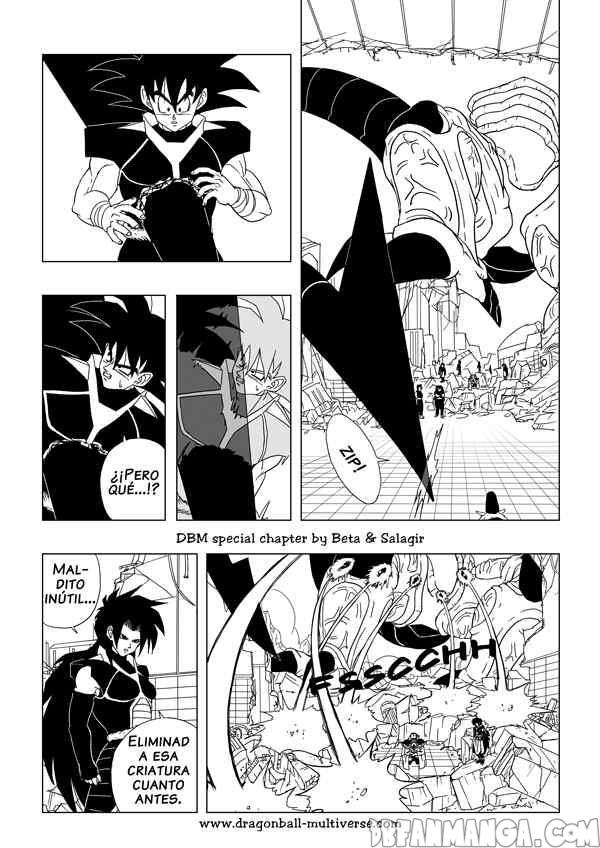 ZIP!
¿¡PERO
QUÉ...!?
DBM special chapter by Beta & Salagir
MAL-
DITO
INÚTIL...
ELIMINAD
A ESA
CRIATURA
CUANTO
ANTES.
FSSCCHH
www.dragonball-multiverse.com
DBFANMANGA.COM